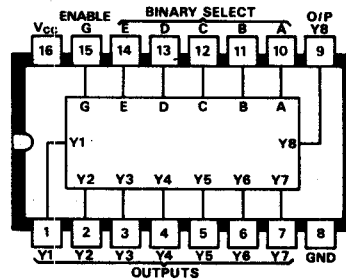 ENABLE BINARY SELECT O/P
VCC G E D C B A Y8
16 15 14 13 12 11 10 9
G E D C B A
Y1 Y8
Y2 Y3 Y4 Y5 Y6 Y7
1 2 3 4 5 6 7 8
Y1 Y2 Y3 Y4 Y5 Y6 Y7 GND
OUTPUTS